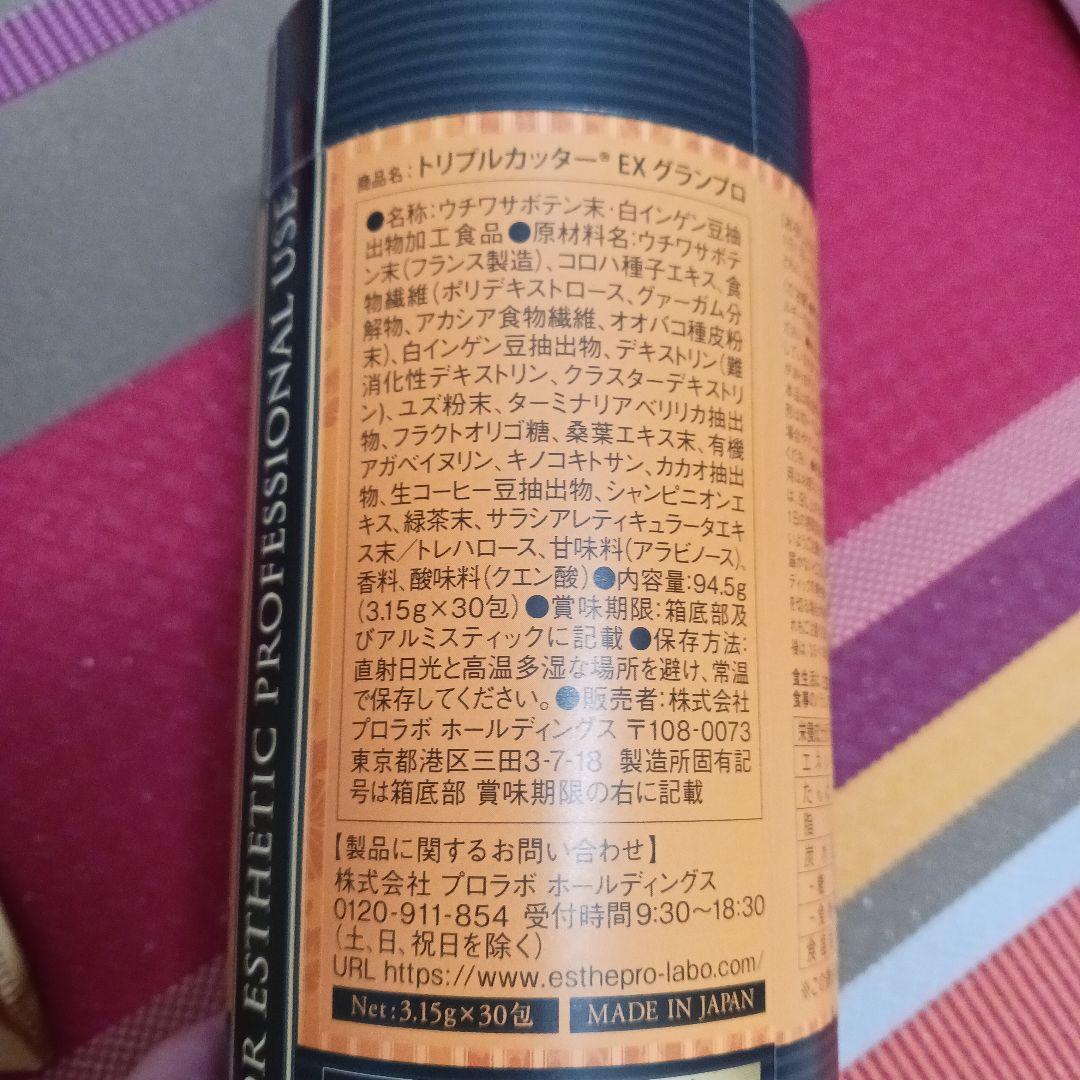 OR ESTHETIC PROFESSIONAL USE
商品名:トリプルカッター® EX グランプロ
●名称:ウチワサボテン末・白インゲン豆抽
出物加工食品●原材料名:ウチワサボテ
ン末(フランス製造)、コロハ種子エキス、食
物繊維(ポリデキストロース、グァーガム分
解物、アカシア食物繊維、オオバコ種皮粉
末)、白インゲン豆抽出物、デキストリン(難
消化性デキストリン、クラスターデキストリ
ン)、ユズ粉末、ターミナリアベリリカ抽出
物、フラクトオリゴ糖、桑葉エキス末、有機
アガベイヌリン、キノコキトサン、カカオ抽出
物、生コーヒー豆抽出物、シャンピニオンエ
キス、緑茶末、サラシアレティキュラータエキ
ス末/トレハロース、甘味料(アラビノース)、
香料、酸味料(クエン酸)●内容量:94.5g
(3.15g×30包)●賞味期限:箱底部及
びアルミスティックに記載●保存方法:
直射日光と高温多湿な場所を避け、常温
で保存してください。●販売者:株式会社
プロラボ ホールディングス 〒108-0073
東京都港区三田3-7-18 製造所固有記
号は箱底部 賞味期限の右に記載
【製品に関するお問い合わせ】
株式会社 プロラボ ホールディングス
0120-911-854 受付時間9:30～18:30
(土、日、祝日を除く)
URL https://www.esthepro-labo.com/
Net:3.15g×30包
MADE IN JAPAN